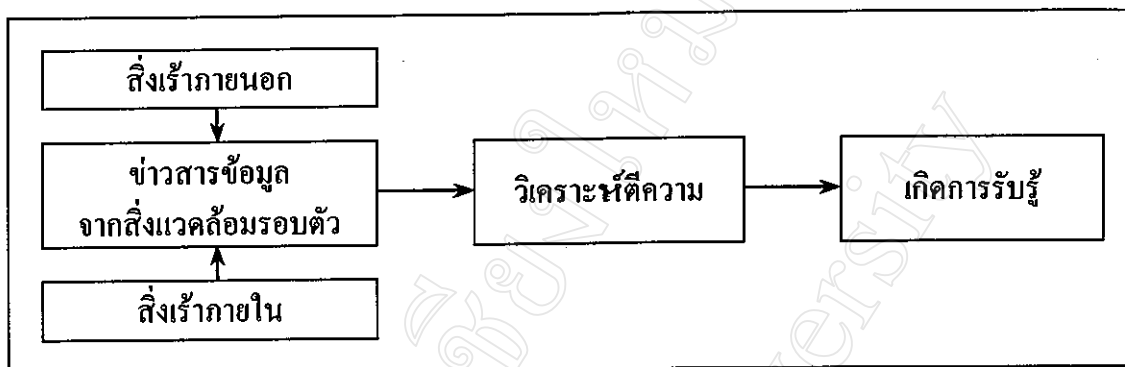 สิ่งเร้าภายนอก
ข่าวสารข้อมูล
จากสิ่งแวดล้อมรอบตัว
วิเคราะห์ตีความ
เกิดการรับรู้
สิ่งเร้าภายใน